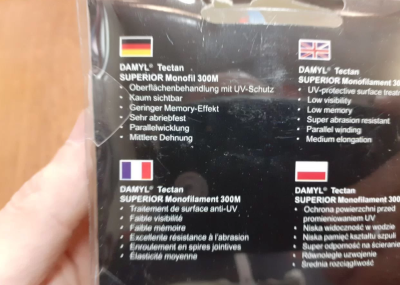 DAMYL® Tectan
SUPERIOR Monofil 300M
• Oberflächenbehandlung mit UV-Schutz
• Kaum sichtbar
• Geringer Memory-Effekt
• Sehr abriebfest
• Parallelwicklung
• Mittlere Dehnung
DAMYL® Tectan
SUPERIOR Monofilament 300
• UV-protective surface treat
• Low visibility
• Low memory
• Super abrasion resistant
• Parallel winding
• Medium elongation
DAMYL® Tectan
SUPERIOR Monofilament 300M
• Traitement de surface anti-UV
• Faible visibilité
• Faible mémoire
• Excellente résistance à l'abrasion
• Enroulement en spires jointives
• Élasticité moyenne
DAMYL® Tectan
SUPERIOR Monofilament 300M
• Ochrona powierzchni przed
promieniowaniem UV
• Niska widoczność w wodzie
• Niska pamięć kształtu szpuli
• Super odporność na ścieranie
• Równoległe uzwojenie
• Średnia rozciągliwość